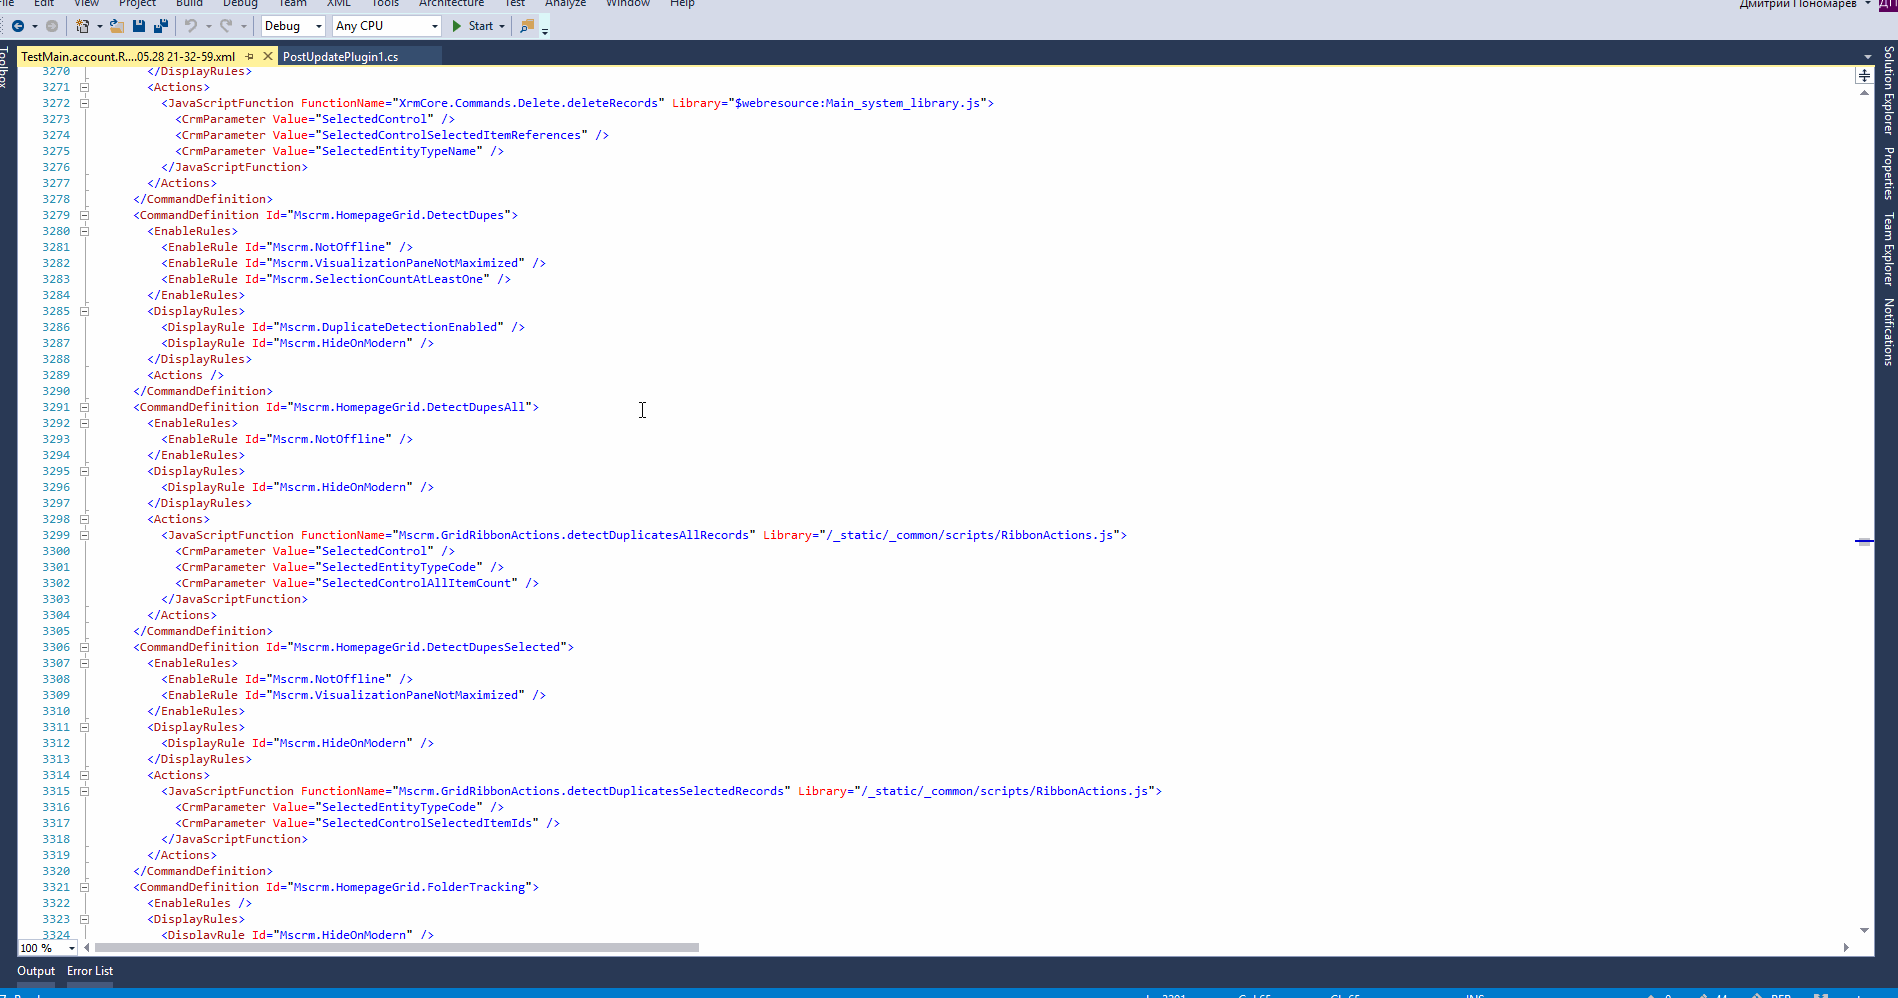 File Edit View Project Build Debug Team XML Tools Architecture Test Analyze Window Help
Дмитрий Пономарев ДП
Debug Any CPU Start
TestMain.account.R....05.28 21-32-59.xml PostUpdatePlugin1.cs
Toolbox
Solution Explorer
Properties
Team Explorer
Notifications
3270 </DisplayRules>
3271 <Actions>
3272 <JavaScriptFunction FunctionName="XrmCore.Commands.Delete.deleteRecords" Library="$webresource:Main_system_library.js">
3273 <CrmParameter Value="SelectedControl" />
3274 <CrmParameter Value="SelectedControlSelectedItemReferences" />
3275 <CrmParameter Value="SelectedEntityTypeName" />
3276 </JavaScriptFunction>
3277 </Actions>
3278 </CommandDefinition>
3279 <CommandDefinition Id="Mscrm.HomepageGrid.DetectDupes">
3280 <EnableRules>
3281 <EnableRule Id="Mscrm.NotOffline" />
3282 <EnableRule Id="Mscrm.VisualizationPaneNotMaximized" />
3283 <EnableRule Id="Mscrm.SelectionCountAtLeastOne" />
3284 </EnableRules>
3285 <DisplayRules>
3286 <DisplayRule Id="Mscrm.DuplicateDetectionEnabled" />
3287 <DisplayRule Id="Mscrm.HideOnModern" />
3288 </DisplayRules>
3289 <Actions />
3290 </CommandDefinition>
3291 <CommandDefinition Id="Mscrm.HomepageGrid.DetectDupesAll">
3292 <EnableRules>
3293 <EnableRule Id="Mscrm.NotOffline" />
3294 </EnableRules>
3295 <DisplayRules>
3296 <DisplayRule Id="Mscrm.HideOnModern" />
3297 </DisplayRules>
3298 <Actions>
3299 <JavaScriptFunction FunctionName="Mscrm.GridRibbonActions.detectDuplicatesAllRecords" Library="/_static/_common/scripts/RibbonActions.js">
3300 <CrmParameter Value="SelectedControl" />
3301 <CrmParameter Value="SelectedEntityTypeCode" />
3302 <CrmParameter Value="SelectedControlAllItemCount" />
3303 </JavaScriptFunction>
3304 </Actions>
3305 </CommandDefinition>
3306 <CommandDefinition Id="Mscrm.HomepageGrid.DetectDupesSelected">
3307 <EnableRules>
3308 <EnableRule Id="Mscrm.NotOffline" />
3309 <EnableRule Id="Mscrm.VisualizationPaneNotMaximized" />
3310 </EnableRules>
3311 <DisplayRules>
3312 <DisplayRule Id="Mscrm.HideOnModern" />
3313 </DisplayRules>
3314 <Actions>
3315 <JavaScriptFunction FunctionName="Mscrm.GridRibbonActions.detectDuplicatesSelectedRecords" Library="/_static/_common/scripts/RibbonActions.js">
3316 <CrmParameter Value="SelectedEntityTypeCode" />
3317 <CrmParameter Value="SelectedControlSelectedItemIds" />
3318 </JavaScriptFunction>
3319 </Actions>
3320 </CommandDefinition>
3321 <CommandDefinition Id="Mscrm.HomepageGrid.FolderTracking">
3322 <EnableRules />
3323 <DisplayRules>
3324 <DisplayRule Id="Mscrm.HideOnModern" />
100 %
Output Error List